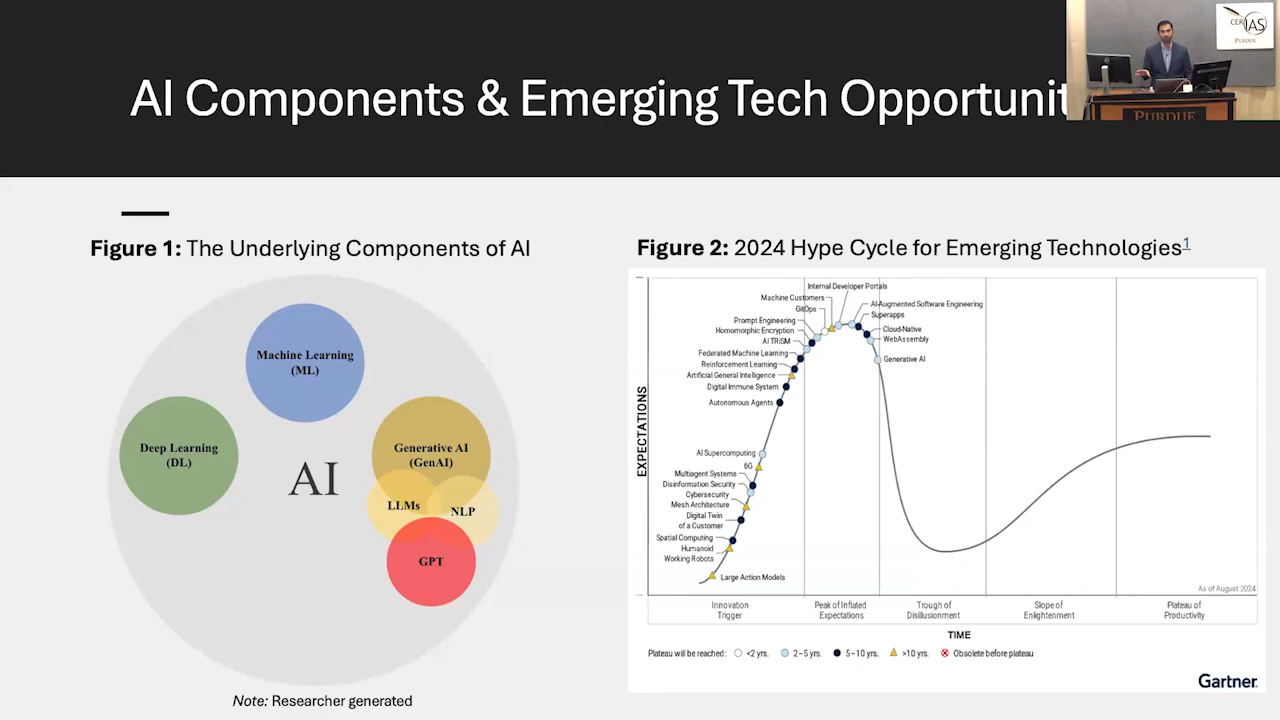 AI Components & Emerging Tech Opportunit
CERIAS
PURDUE
PURDUE
Figure 1: The Underlying Components of AI
Machine Learning
(ML)
Deep Learning
(DL)
AI
Generative AI
(GenAI)
LLMs
NLP
GPT
Note: Researcher generated
Figure 2: 2024 Hype Cycle for Emerging Technologies1
EXPECTATIONS
Internal Developer Portals
Machine Customers
GitOps
AI-Augmented Software Engineering
Superapps
Prompt Engineering
Cloud-Native
Homomorphic Encryption
WebAssembly
AI TRiSM
Federated Machine Learning
Generative AI
Reinforcement Learning
Artificial General Intelligence
Digital Immune System
Autonomous Agents
AI Supercomputing
6G
Multiagent Systems
Disinformation Security
Cybersecurity
Mesh Architecture
Digital Twin
of a Customer
Spatial Computing
Humanoid
Working Robots
Large Action Models
As of August 2024
Innovation
Trigger
Peak of Inflated
Expectations
Trough of
Disillusionment
Slope of
Enlightenment
Plateau of
Productivity
TIME
Plateau will be reached: <2 yrs. 2–5 yrs. 5–10 yrs. >10 yrs. Obsolete before plateau
Gartner